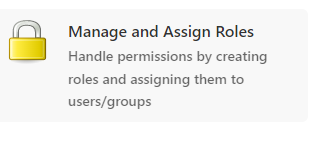 Manage and Assign Roles
Handle permissions by creating
roles and assigning them to
users/groups